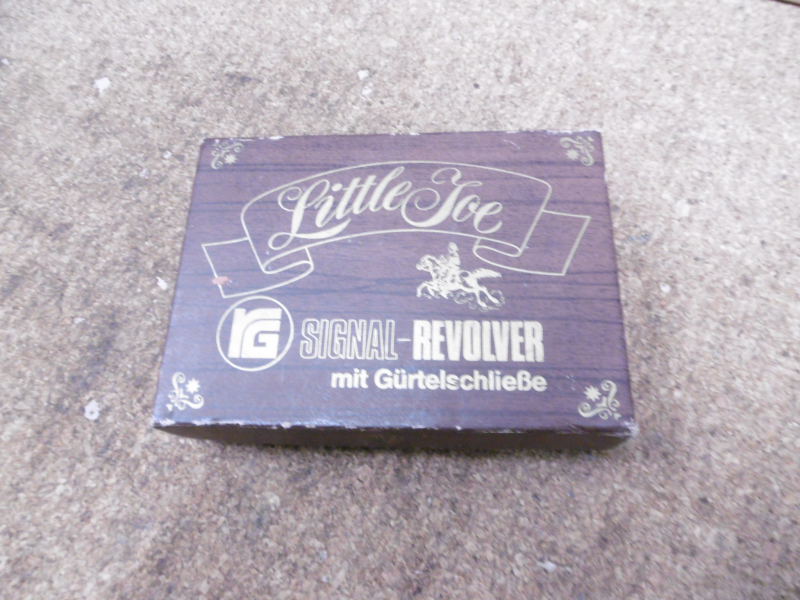 Little Joe
RG SIGNAL-REVOLVER
mit Gürtelschließe